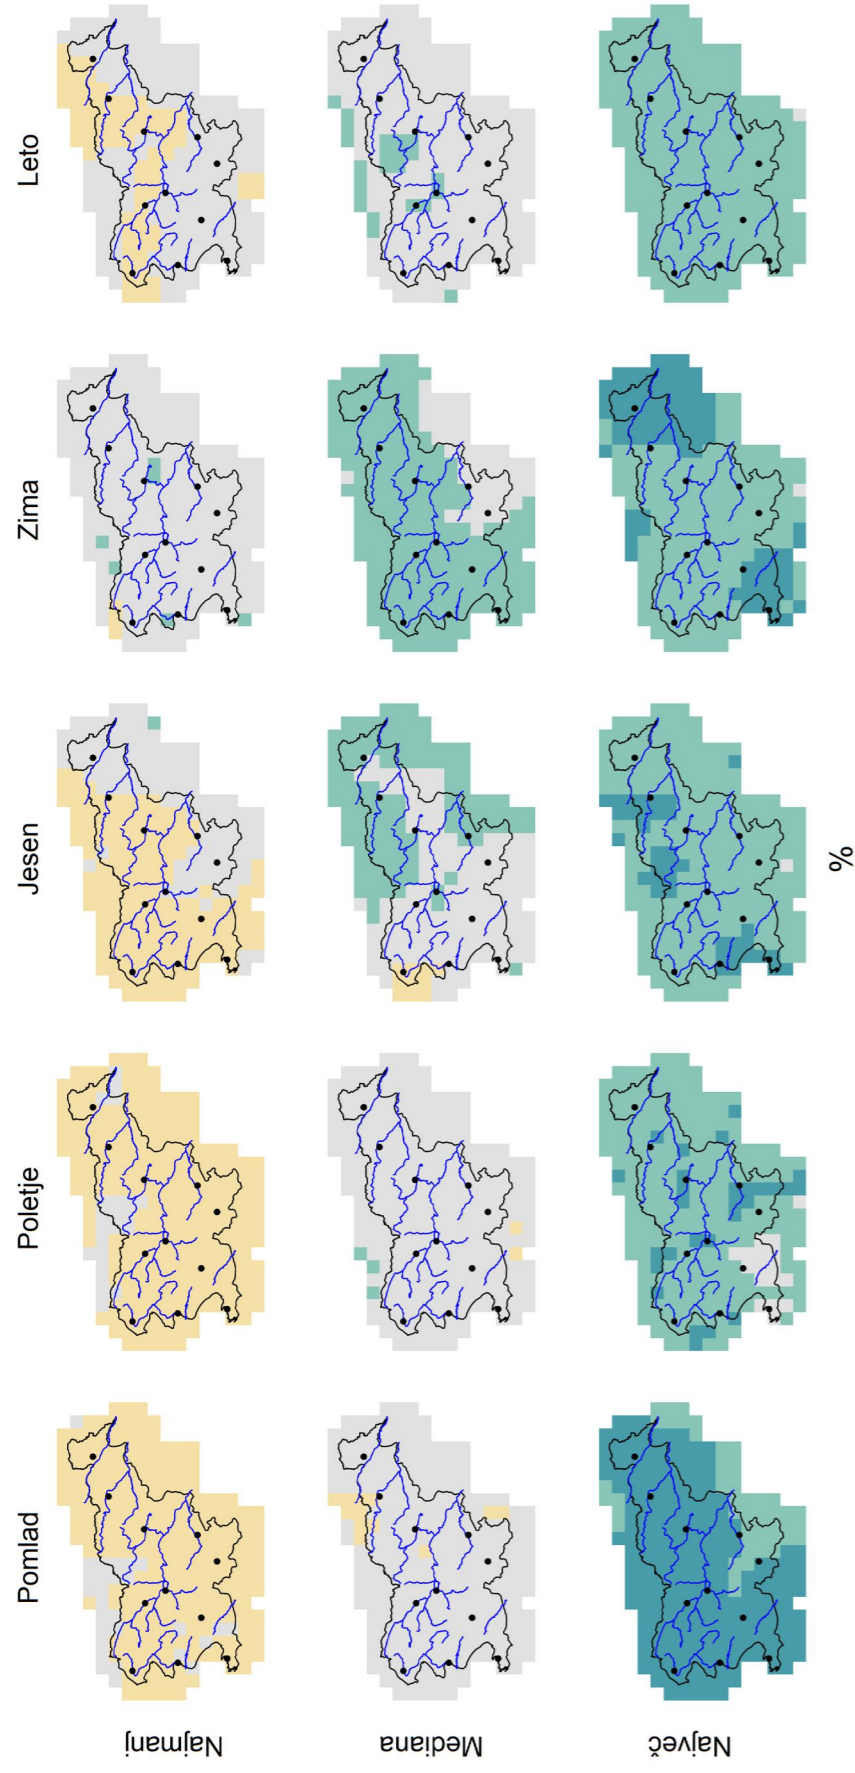 Pomlad
Poletje
Jesen
Zima
Leto
Najmanj
Mediana
Največ
%